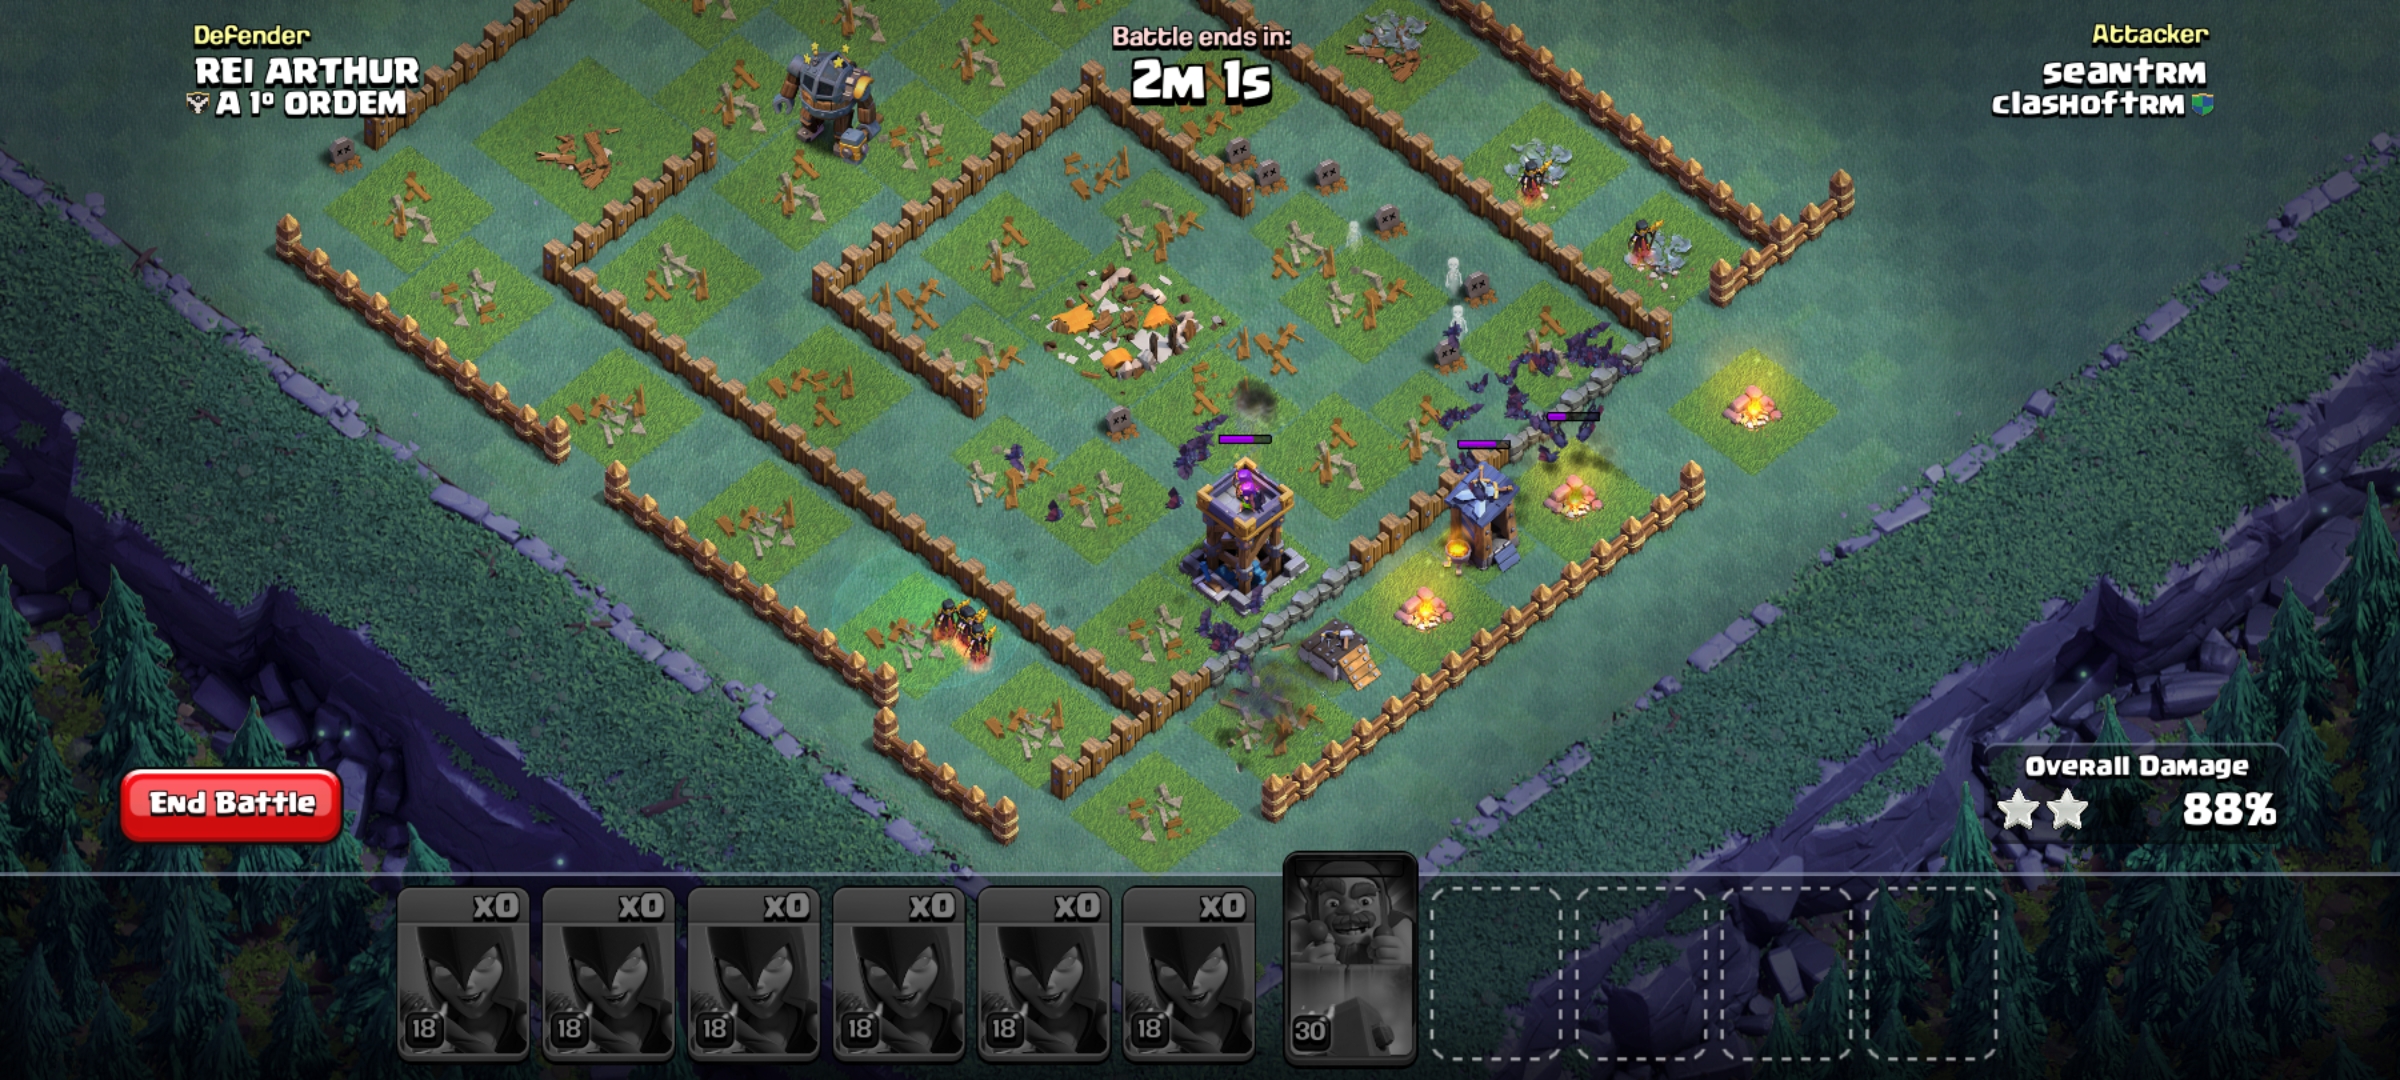 Defender
REI ARTHUR
A 1º ORDEM
Battle ends in:
2M 1S
Attacker
seantRM
clashoftRM
End Battle
Overall Damage
88%
x0
x0
x0
x0
x0
x0
18
18
18
18
18
18
30